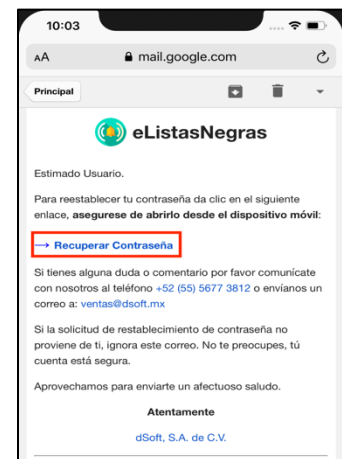 10:03
AA mail.google.com
Principal
eListasNegras
Estimado Usuario.
Para reestablecer tu contraseña da clic en el siguiente
enlace, asegurese de abrirlo desde el dispositivo móvil:
→ Recuperar Contraseña
Si tienes alguna duda o comentario por favor comunícate
con nosotros al teléfono +52 (55) 5677 3812 o envíanos un
correo a: ventas@dsoft.mx
Si la solicitud de restablecimiento de contraseña no
proviene de ti, ignora este correo. No te preocupes, tú
cuenta está segura.
Aprovechamos para enviarte un afectuoso saludo.
Atentamente
dSoft, S.A. de C.V.